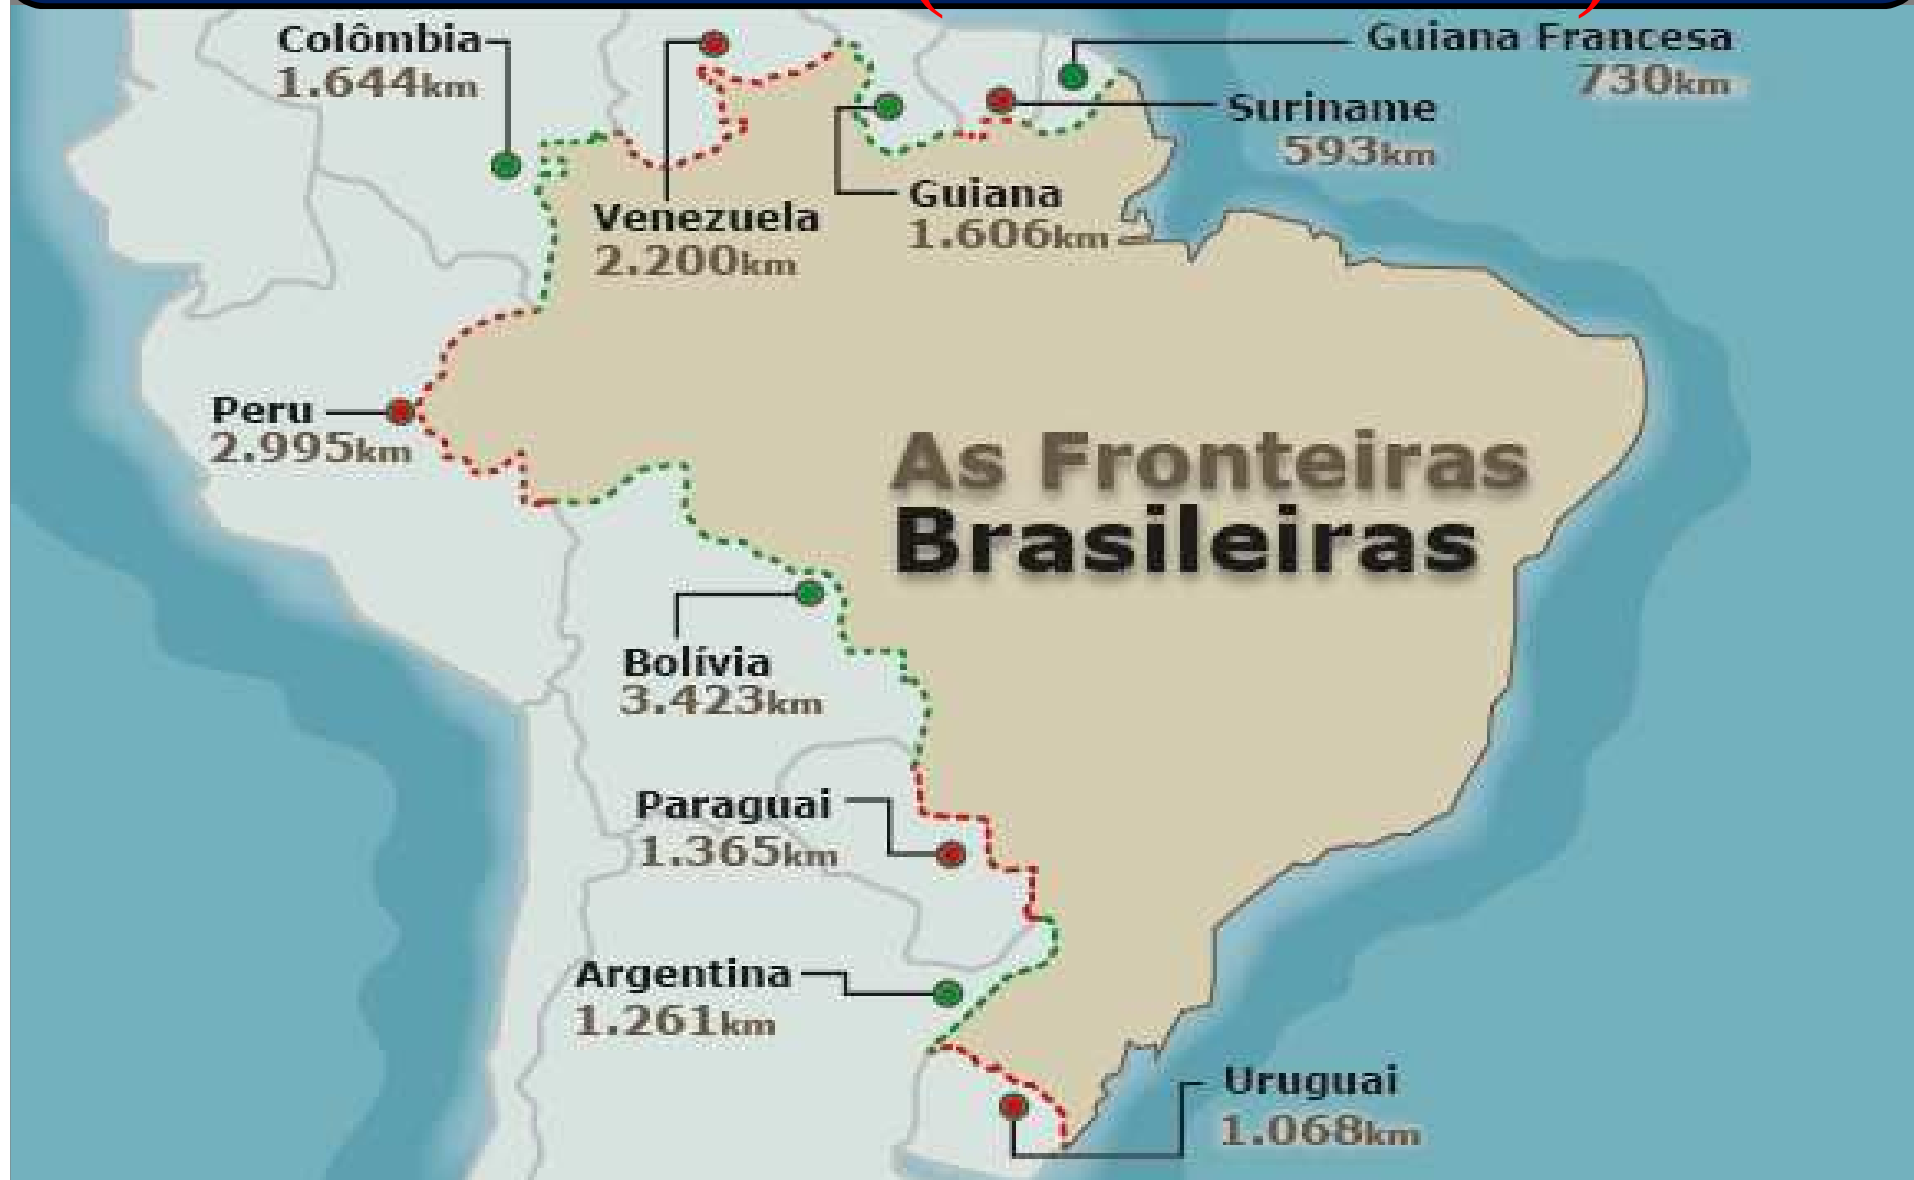 Colômbia
1.644km
Guiana Francesa
730km
Suriname
593km
Venezuela
2.200km
Guiana
1.606km
Peru
2.995km
As Fronteiras
Brasileiras
Bolívia
3.423km
Paraguai
1.365km
Argentina
1.261km
Uruguai
1.068km